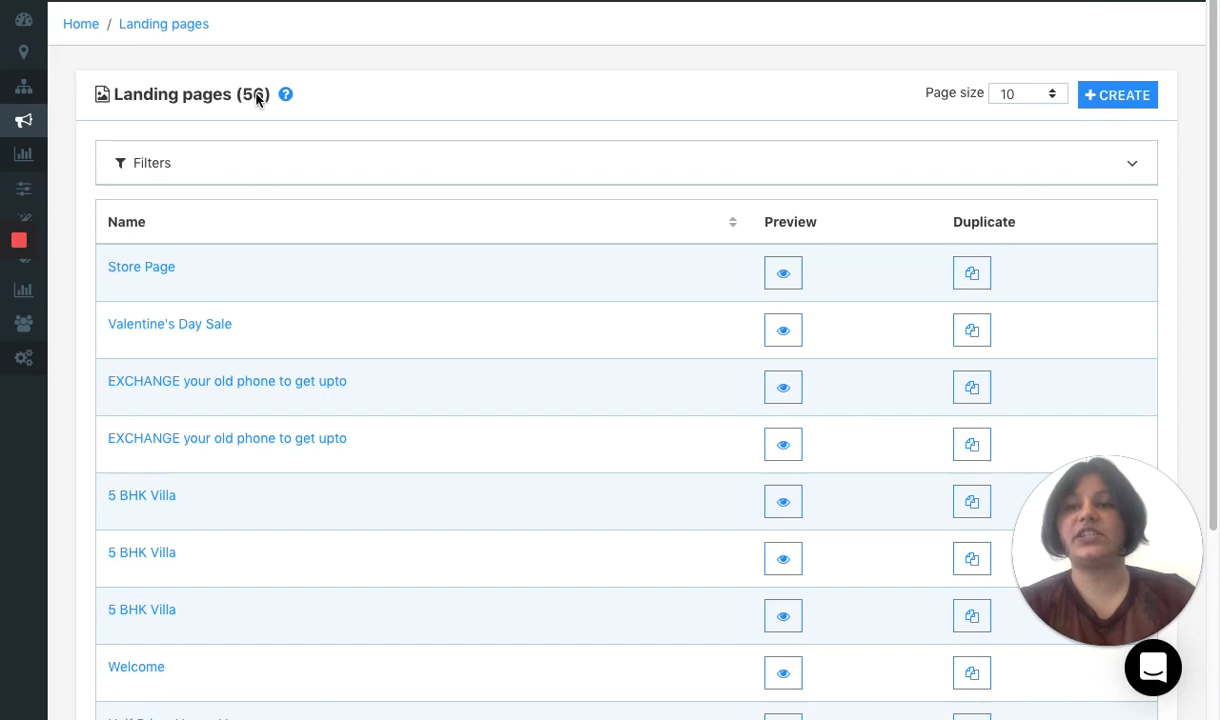 Home / Landing pages
Landing pages (56)
Page size 10 CREATE
Filters
Name Preview Duplicate
Store Page
Valentine's Day Sale
EXCHANGE your old phone to get upto
EXCHANGE your old phone to get upto
5 BHK Villa
5 BHK Villa
5 BHK Villa
Welcome